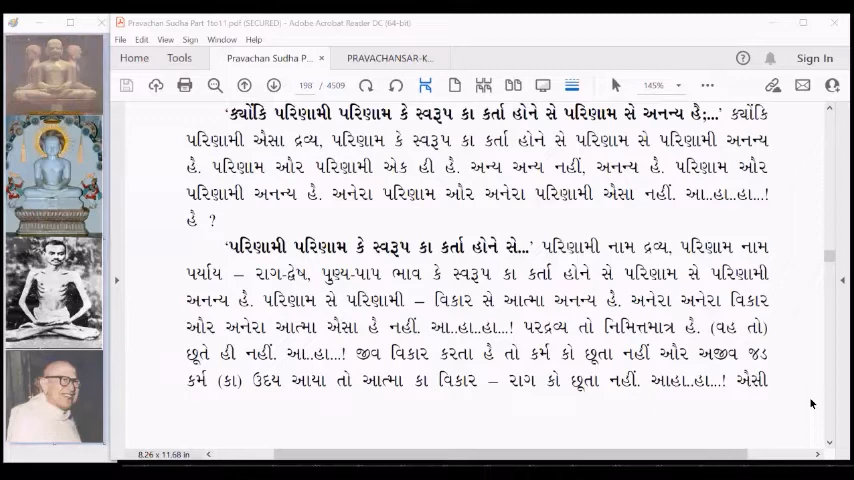 Pravachan Sudha Part 1to11.pdf (SECURED) - Adobe Acrobat Reader DC (64-bit)
File Edit View Sign Window Help
Home Tools Pravachan Sudha P... × PRAVACHANSAR-K... Sign In
198 / 4509 145%
‘ક્યોંકિ પરિણામી પરિણામ કે સ્વરૂપ કા કર્તા હોને સે પરિણામ સે અનન્ય હૈ;...’ ક્યોંકિ
પરિણામી ઐસા દ્રવ્ય, પરિણામ કે સ્વરૂપ કા કર્તા હોને સે પરિણામ સે પરિણામી અનન્ય
હૈ. પરિણામ ઔર પરિણામી એક હી હૈ. અન્ય અન્ય નહીં, અનન્ય હૈ. પરિણામ ઔર
પરિણામી અનન્ય હૈ. અનેરા પરિણામ ઔર અનેરા પરિણામી ઐસા નહીં. આ..હા..હા...!
હૈ ?
‘પરિણામી પરિણામ કે સ્વરૂપ કા કર્તા હોને સે...’ પરિણામી નામ દ્રવ્ય, પરિણામ નામ
પર્યાય – રાગ-દ્વેષ, પુણ્ય-પાપ ભાવ કે સ્વરૂપ કા કર્તા હોને સે પરિણામ સે પરિણામી
અનન્ય હૈ. પરિણામ સે પરિણામી – વિકાર સે આત્મા અનન્ય હૈ. અનેરા અનેરા વિકાર
ઔર અનેરા આત્મા ઐસા હૈ નહીં. આ..હા..હા...! પરદ્રવ્ય તો નિમિત્તમાત્ર હૈ. (વહ તો)
છૂતે હી નહીં. આ..હા...! જીવ વિકાર કરતા હૈ તો કર્મ કો છૂતા નહીં ઔર અજીવ જડ
કર્મ (કા) ઉદય આયા તો આત્મા કા વિકાર – રાગ કો છૂતા નહીં. આહા..હા...! ઐસી
8.26 x 11.68 in